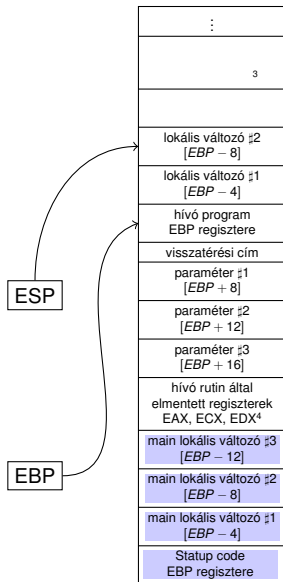 ⋮
3
lokális változó ♯2
[EBP − 8]
lokális változó ♯1
[EBP − 4]
hívó program
EBP regisztere
visszatérési cím
ESP
paraméter ♯1
[EBP + 8]
paraméter ♯2
[EBP + 12]
paraméter ♯3
[EBP + 16]
hívó rutin által
elmentett regiszterek
EAX, ECX, EDX⁴
EBP
main lokális változó ♯3
[EBP − 12]
main lokális változó ♯2
[EBP − 8]
main lokális változó ♯1
[EBP − 4]
Statup code
EBP regisztere